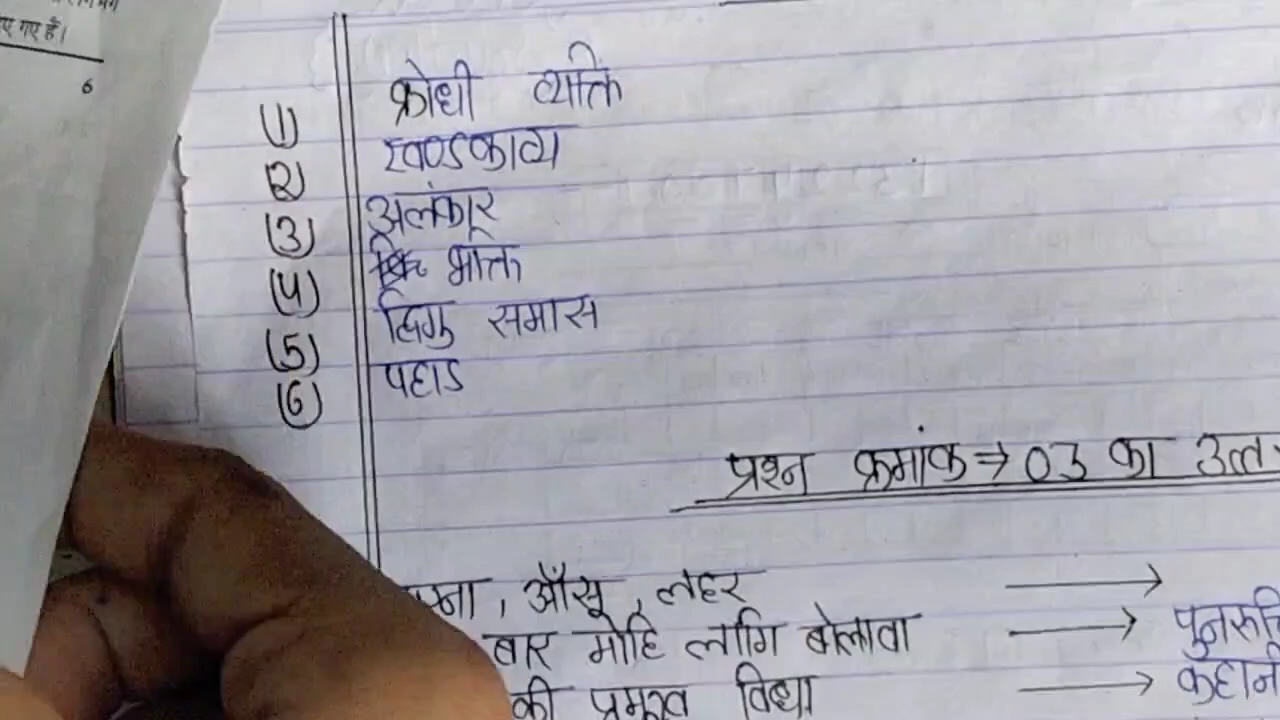 ए गए हैं।
6
(1) क्रोधी व्यक्ति
(2) खण्डकाव्य
(3) अलंकार
(4) भक्ति
(5) द्विगु समास
(6) पहाड
प्रश्न क्रमांक → 03 का उत्त
आँसू, लहर →
बार मोहि लागि बोलावा → पुनरुक्ति
की प्रमुख विधा → कहानी